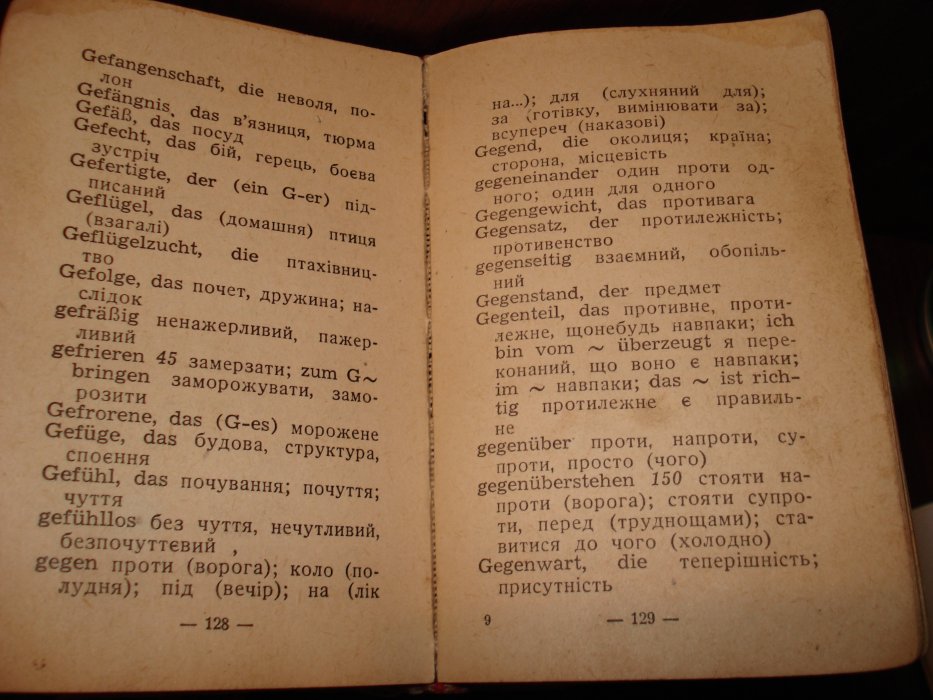 Gefangenschaft, die неволя, по-
лон
Gefängnis, das в’язниця, тюрма
Gefäß, das посуд
Gefecht, das бій, герець, боєва
зустріч
Gefertigte, der (ein G-er) під-
писаний
Geflügel, das (домашня) птиця
(взагалі)
Geflügelzucht, die птахівниц-
тво
Gefolge, das почет, дружина; на-
слідок
gefräßig ненажерливий, пажер-
ливий
gefrieren 45 замерзати; zum G~
bringen заморожувати, замо-
розити
Gefrorene, das (G-es) морожене
Gefüge, das будова, структура,
споєння
Gefühl, das почування; почуття;
чуття
gefühllos без чуття, нечутливий,
безпочуттєвий ,
gegen проти (ворога); коло (по-
лудня); під (вечір); на (лік
— 128 —
на...); для (слухняний для);
за (готівку, вимінювати за);
всупереч (наказові)
Gegend, die околиця; країна;
сторона, місцевість
gegeneinander один проти од-
ного; один для одного
Gegengewicht, das противага
Gegensatz, der протилежність;
противенство
gegenseitig взаємний, обопіль-
ний
Gegenstand, der предмет
Gegenteil, das противне, проти-
лежне, щонебудь навпаки; ich
bin vom ~ überzeugt я пере-
конаний, що воно є навпаки;
im ~ навпаки; das ~ ist rich-
tig протилежне є правиль-
не
gegenüber проти, напроти, су-
проти, просто (чого)
gegenüberstehen 150 стояти на-
проти (ворога); стояти супро-
ти, перед (труднощами); ста-
витися до чого (холодно)
Gegenwart, die теперішність;
присутність
9 — 129 —